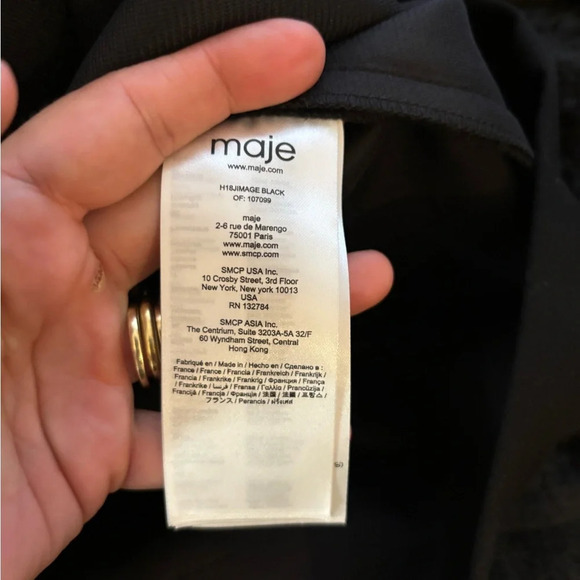 maje
www.maje.com
H18JIMAGE BLACK
OF: 107099
maje
2-6 rue de Marengo
75001 Paris
www.maje.com
www.smcp.com
SMCP USA Inc.
10 Crosby Street, 3rd Floor
New York, New york 10013
USA
RN 132784
SMCP ASIA Inc.
The Centrium, Suite 3203A-5A 32/F
60 Wyndham Street, Central
Hong Kong
Fabriqué en / Made in / Hecho en / Сделано в :
France / France / Francia / Frankreich / Frankrijk /
Francia / Frankrike / Frankrig / Франция / França
/ Frankrike / فرنسا / Fransa / Γαλλία / Prancūzija /
Francijā / Francja / Франція / 法国 / 法國 / 프랑스 /
フランス / Perancis / ฝรั่งเศส